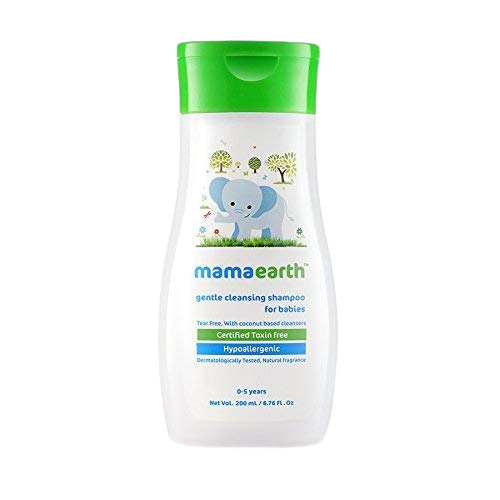 mamaearth™
gentle cleansing shampoo
for babies
Tear Free, With coconut based cleansers
Certified Toxin free
Hypoallergenic
Dermatologically Tested, Natural fragrance
0-5 years
Net Vol. 200 mL / 6.76 Fl. Oz